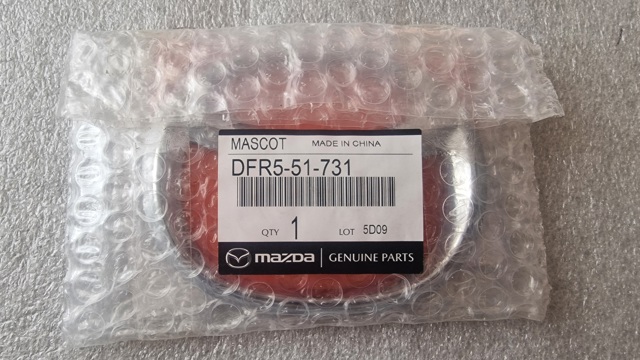 MASCOT MADE IN CHINA
DFR5-51-731
QTY 1 LOT 5D09
mazda GENUINE PARTS